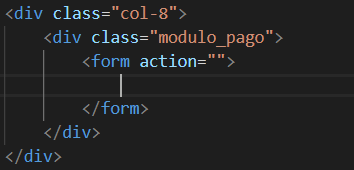 <div class="col-8">
<div class="modulo_pago">
<form action="">
</form>
</div>
</div>